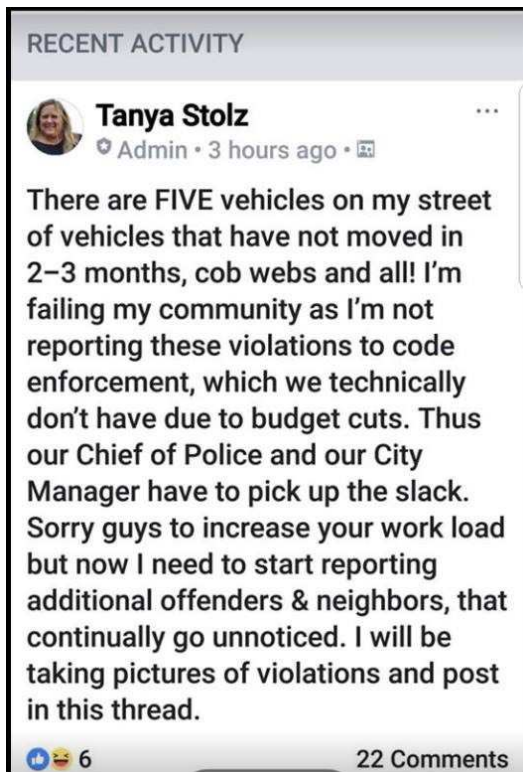 RECENT ACTIVITY
Tanya Stolz
Admin • 3 hours ago •
There are FIVE vehicles on my street
of vehicles that have not moved in
2–3 months, cob webs and all! I'm
failing my community as I'm not
reporting these violations to code
enforcement, which we technically
don't have due to budget cuts. Thus
our Chief of Police and our City
Manager have to pick up the slack.
Sorry guys to increase your work load
but now I need to start reporting
additional offenders & neighbors, that
continually go unnoticed. I will be
taking pictures of violations and post
in this thread.
6
22 Comments